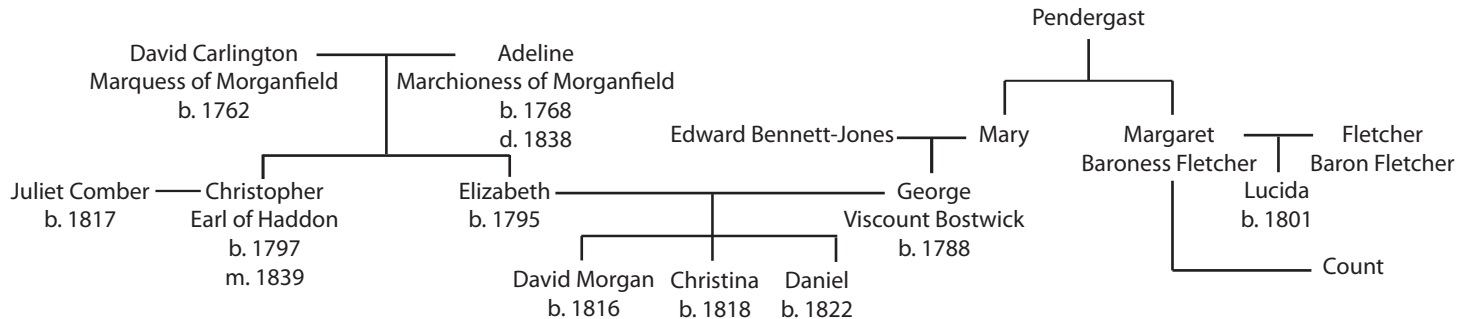 Pendergast
David Carlington
Marquess of Morganfield
b. 1762
Adeline
Marchioness of Morganfield
b. 1768
d. 1838
Edward Bennett-Jones
Mary
Margaret
Baroness Fletcher
Fletcher
Baron Fletcher
Juliet Comber
b. 1817
Christopher
Earl of Haddon
b. 1797
m. 1839
Elizabeth
b. 1795
George
Viscount Bostwick
b. 1788
Lucida
b. 1801
David Morgan
b. 1816
Christina
b. 1818
Daniel
b. 1822
Count